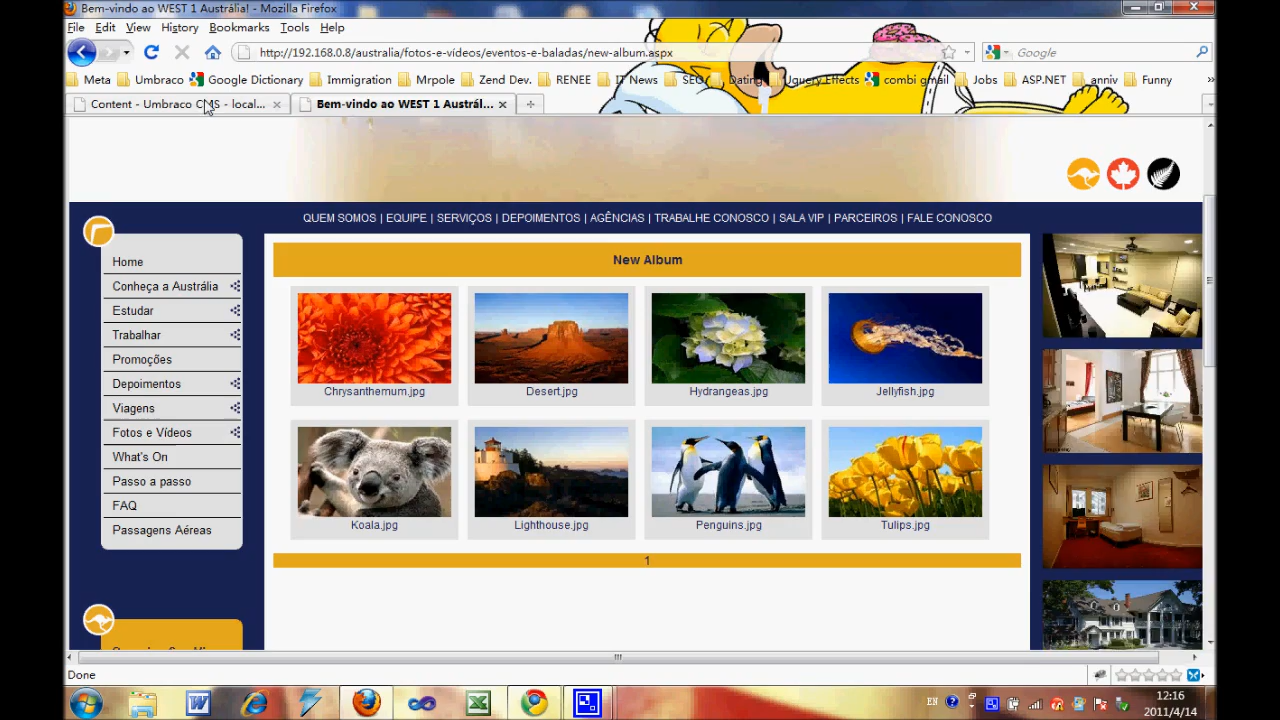 Bem-vindo ao WEST 1 Austrália! - Mozilla Firefox
File Edit View History Bookmarks Tools Help
http://192.168.0.8/australia/fotos-e-vídeos/eventos-e-baladas/new-album.aspx
Google
Meta Umbraco Google Dictionary Immigration Mrpole Zend Dev. RENEE IT News SEO Dating Jquery Effects combi gmail Jobs ASP.NET anniv Funny »
Content - Umbraco CMS - local...
Bem-vindo ao WEST 1 Austrál...
QUEM SOMOS | EQUIPE | SERVIÇOS | DEPOIMENTOS | AGÊNCIAS | TRABALHE CONOSCO | SALA VIP | PARCEIROS | FALE CONOSCO
Home
Conheça a Austrália
Estudar
Trabalhar
Promoções
Depoimentos
Viagens
Fotos e Vídeos
What's On
Passo a passo
FAQ
Passagens Aéreas
New Album
Chrysanthemum.jpg
Desert.jpg
Hydrangeas.jpg
Jellyfish.jpg
Koala.jpg
Lighthouse.jpg
Penguins.jpg
Tulips.jpg
1
Done
EN
12:16
2011/4/14